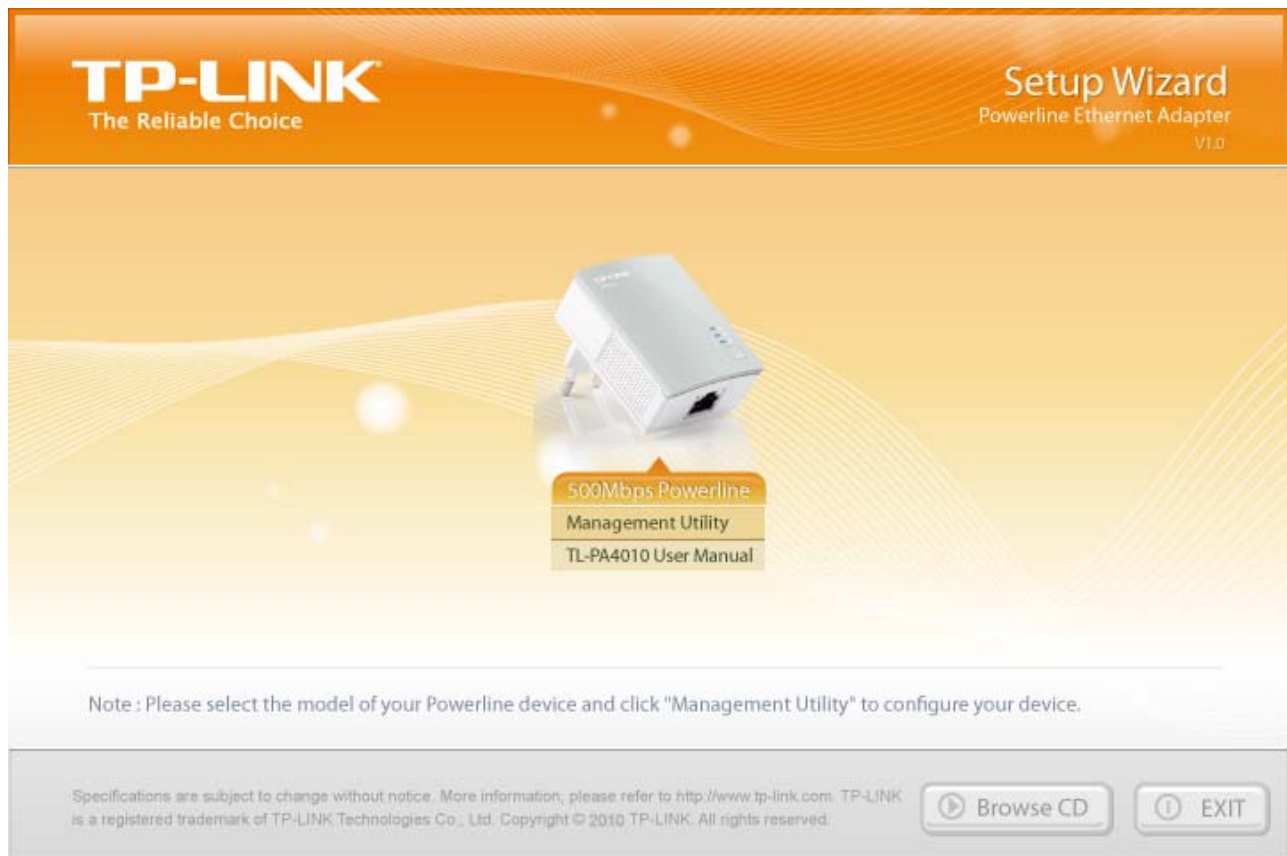 TP-LINK
The Reliable Choice
Setup Wizard
Powerline Ethernet Adapter
V1.0
TP-LINK
500Mbps Powerline
Management Utility
TL-PA4010 User Manual
Note : Please select the model of your Powerline device and click "Management Utility" to configure your device.
Specifications are subject to change without notice. More information, please refer to http://www.tp-link.com. TP-LINK
is a registered trademark of TP-LINK Technologies Co., Ltd. Copyright © 2010 TP-LINK. All rights reserved.
Browse CD
EXIT